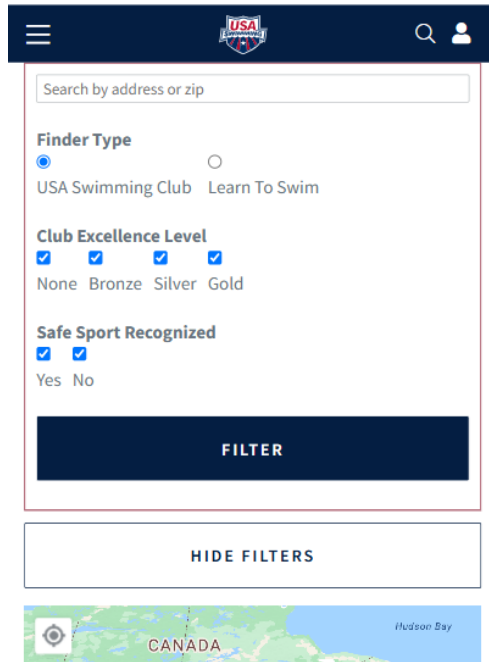 USA
SWIMMING
Search by address or zip
Finder Type
USA Swimming Club Learn To Swim
Club Excellence Level
None Bronze Silver Gold
Safe Sport Recognized
Yes No
FILTER
HIDE FILTERS
Hudson Bay
CANADA